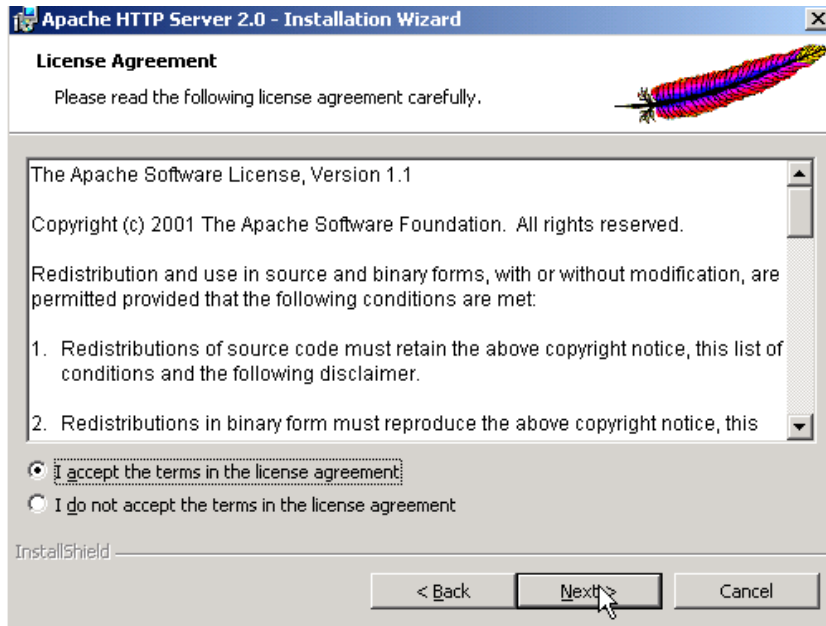 Apache HTTP Server 2.0 - Installation Wizard
License Agreement
Please read the following license agreement carefully.
The Apache Software License, Version 1.1
Copyright (c) 2001 The Apache Software Foundation.  All rights reserved.
Redistribution and use in source and binary forms, with or without modification, are
permitted provided that the following conditions are met:
1.  Redistributions of source code must retain the above copyright notice, this list of
conditions and the following disclaimer.
2.  Redistributions in binary form must reproduce the above copyright notice, this
I accept the terms in the license agreement
I do not accept the terms in the license agreement
InstallShield
< Back
Next >
Cancel